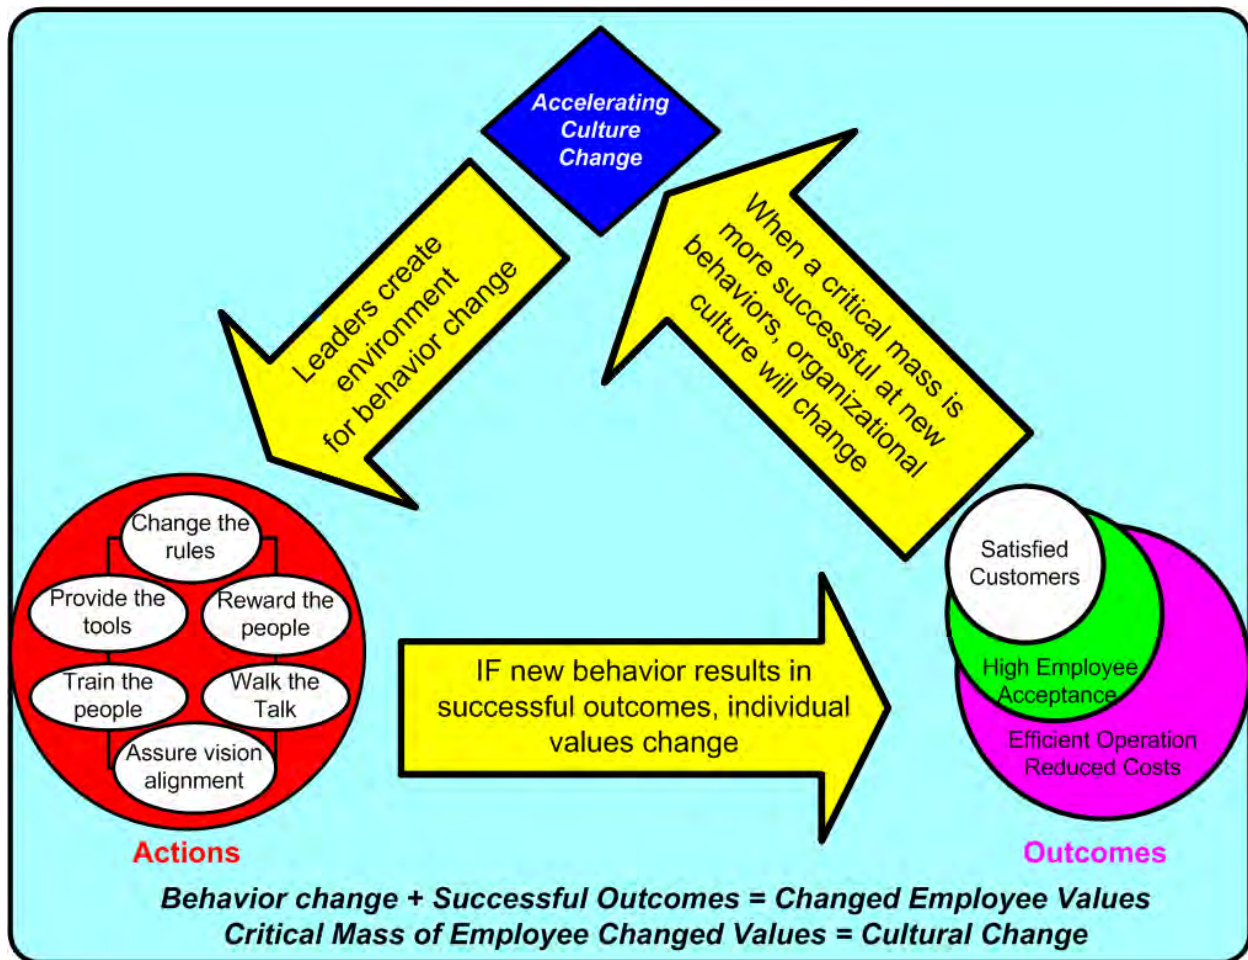 Accelerating
Culture
Change
Leaders create
environment
for behavior change
When a critical mass is
more successful at new
behaviors, organizational
culture will change
Change the
rules
Provide the
tools
Reward the
people
Train the
people
Walk the
Talk
Assure vision
alignment
Actions
IF new behavior results in
successful outcomes, individual
values change
Satisfied
Customers
High Employee
Acceptance
Efficient Operation
Reduced Costs
Outcomes
Behavior change + Successful Outcomes = Changed Employee Values
Critical Mass of Employee Changed Values = Cultural Change